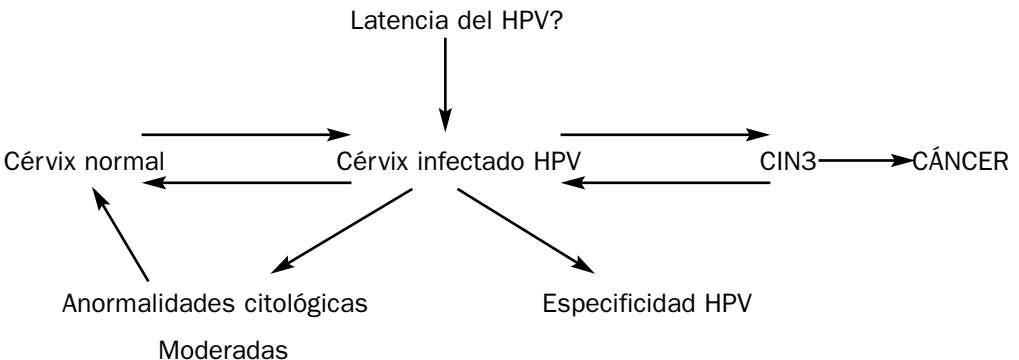 Latencia del HPV?
Cérvix normal
Cérvix infectado HPV
CIN3
CÁNCER
Anormalidades citológicas
Moderadas
Especificidad HPV